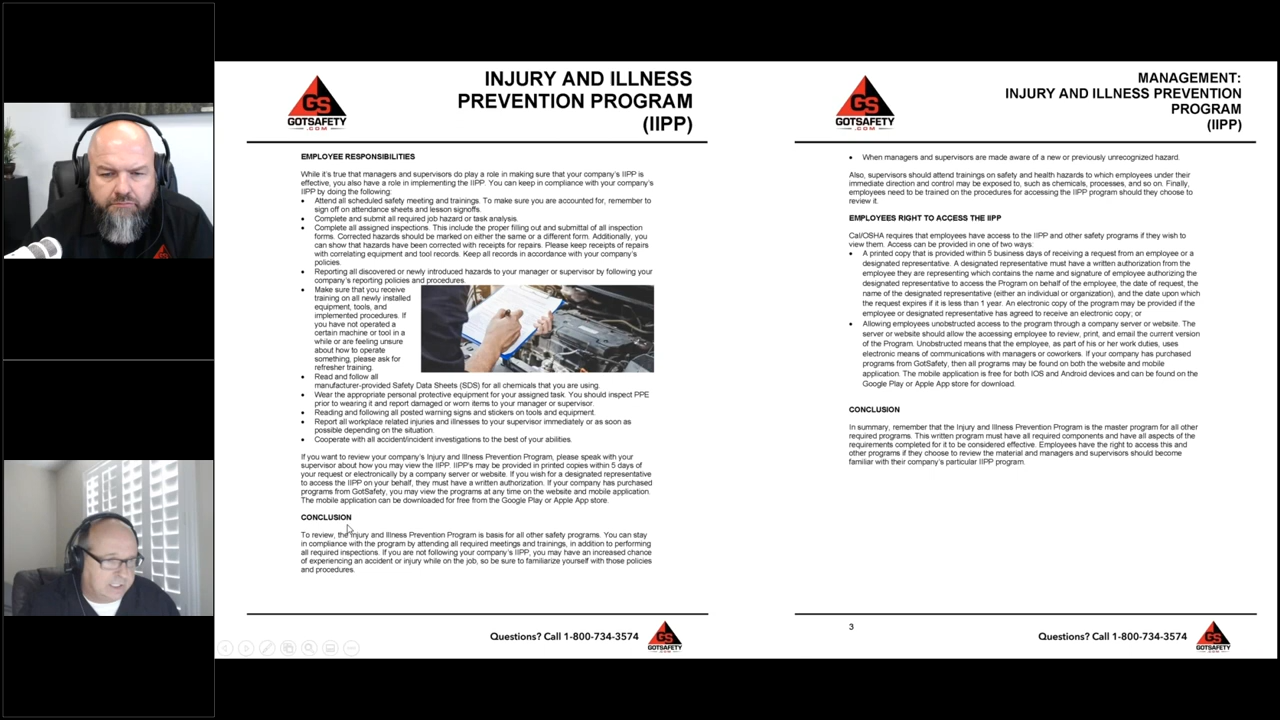 GS
GOTSAFETY
.COM
INJURY AND ILLNESS
PREVENTION PROGRAM
(IIPP)
EMPLOYEE RESPONSIBILITIES
While it's true that managers and supervisors do play a role in making sure that your company's IIPP is
effective, you also have a role in implementing the IIPP. You can keep in compliance with your company's
IIPP by doing the following:
• Attend all scheduled safety meeting and trainings. To make sure you are accounted for, remember to
sign off on attendance sheets and lesson signoffs.
• Complete and submit all required job hazard or task analysis.
• Complete all assigned inspections. This include the proper filling out and submittal of all inspection
forms. Corrected hazards should be marked on either the same or a different form. Additionally, you
can show that hazards have been corrected with receipts for repairs. Please keep receipts of repairs
with correlating equipment and tool records. Keep all records in accordance with your company's
policies.
• Reporting all discovered or newly introduced hazards to your manager or supervisor by following your
company's reporting policies and procedures.
• Make sure that you receive
training on all newly installed
equipment, tools, and
implemented procedures. If
you have not operated a
certain machine or tool in a
while or are feeling unsure
about how to operate
something, please ask for
refresher training.
• Read and follow all
manufacturer-provided Safety Data Sheets (SDS) for all chemicals that you are using.
• Wear the appropriate personal protective equipment for your assigned task. You should inspect PPE
prior to wearing it and report damaged or worn items to your manager or supervisor.
• Reading and following all posted warning signs and stickers on tools and equipment.
• Report all workplace related injuries and illnesses to your supervisor immediately or as soon as
possible depending on the situation.
• Cooperate with all accident/incident investigations to the best of your abilities.
If you want to review your company's Injury and Illness Prevention Program, please speak with your
supervisor about how you may view the IIPP. IIPP's may be provided in printed copies within 5 days of
your request or electronically by a company server or website. If you wish for a designated representative
to access the IIPP on your behalf, they must have a written authorization. If your company has purchased
programs from GotSafety, you may view the programs at any time on the website and mobile application.
The mobile application can be downloaded for free from the Google Play or Apple App store.
CONCLUSION
To review, the Injury and Illness Prevention Program is basis for all other safety programs. You can stay
in compliance with the program by attending all required meetings and trainings, in addition to performing
all required inspections. If you are not following your company's IIPP, you may have an increased chance
of experiencing an accident or injury while on the job, so be sure to familiarize yourself with those policies
and procedures.
Questions? Call 1-800-734-3574
GS
GOTSAFETY
.COM
GS
GOTSAFETY
.COM
MANAGEMENT:
INJURY AND ILLNESS PREVENTION
PROGRAM
(IIPP)
• When managers and supervisors are made aware of a new or previously unrecognized hazard.
Also, supervisors should attend trainings on safety and health hazards to which employees under their
immediate direction and control may be exposed to, such as chemicals, processes, and so on. Finally,
employees need to be trained on the procedures for accessing the IIPP program should they choose to
review it.
EMPLOYEES RIGHT TO ACCESS THE IIPP
Cal/OSHA requires that employees have access to the IIPP and other safety programs if they wish to
view them. Access can be provided in one of two ways:
• A printed copy that is provided within 5 business days of receiving a request from an employee or a
designated representative. A designated representative must have a written authorization from the
employee they are representing which contains the name and signature of employee authorizing the
designated representative to access the Program on behalf of the employee, the date of request, the
name of the designated representative (either an individual or organization), and the date upon which
the request expires if it is less than 1 year. An electronic copy of the program may be provided if the
employee or designated representative has agreed to receive an electronic copy; or
• Allowing employees unobstructed access to the program through a company server or website. The
server or website should allow the accessing employee to review, print, and email the current version
of the Program. Unobstructed means that the employee, as part of his or her work duties, uses
electronic means of communications with managers or coworkers. If your company has purchased
programs from GotSafety, then all programs may be found on both the website and mobile
application. The mobile application is free for both IOS and Android devices and can be found on the
Google Play or Apple App store for download.
CONCLUSION
In summary, remember that the Injury and Illness Prevention Program is the master program for all other
required programs. This written program must have all required components and have all aspects of the
requirements completed for it to be considered effective. Employees have the right to access this and
other programs if they choose to review the material and managers and supervisors should become
familiar with their company's particular IIPP program.
3
Questions? Call 1-800-734-3574
GS
GOTSAFETY
.COM